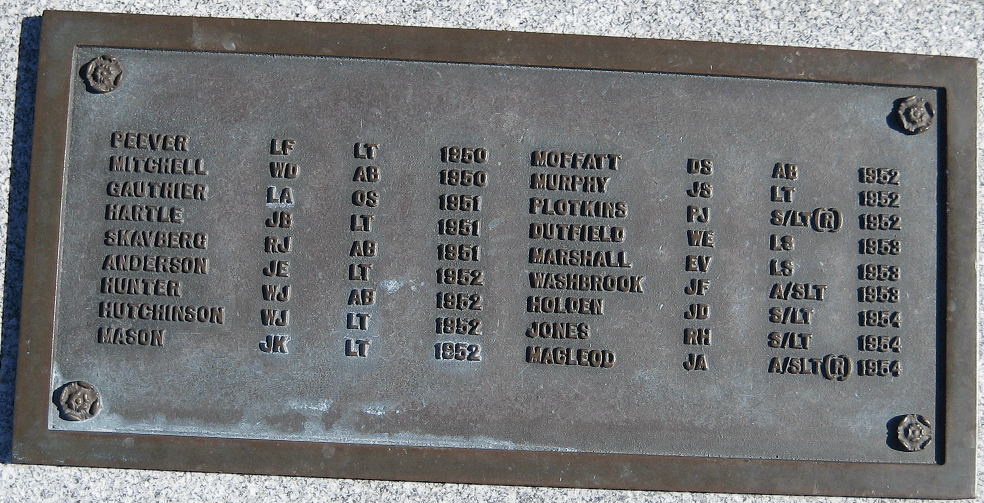 PEEVER LF LT 1950
MITCHELL WD AB 1950
GAUTHIER LA OS 1951
HARTLE JB LT 1951
SKAVBERG RJ AB 1951
ANDERSON JE LT 1952
HUNTER WJ AB 1952
HUTCHINSON WJ LT 1952
MASON JK LT 1952
MOFFATT DS AB 1952
MURPHY JS LT 1952
PLOTKINS PJ S/LT(R) 1952
DUTFIELD WE LS 1953
MARSHALL EV LS 1953
WASHBROOK JF A/SLT 1953
HOLDEN JD S/LT 1954
JONES RH S/LT 1954
MACLEOD JA A/SLT(R) 1954